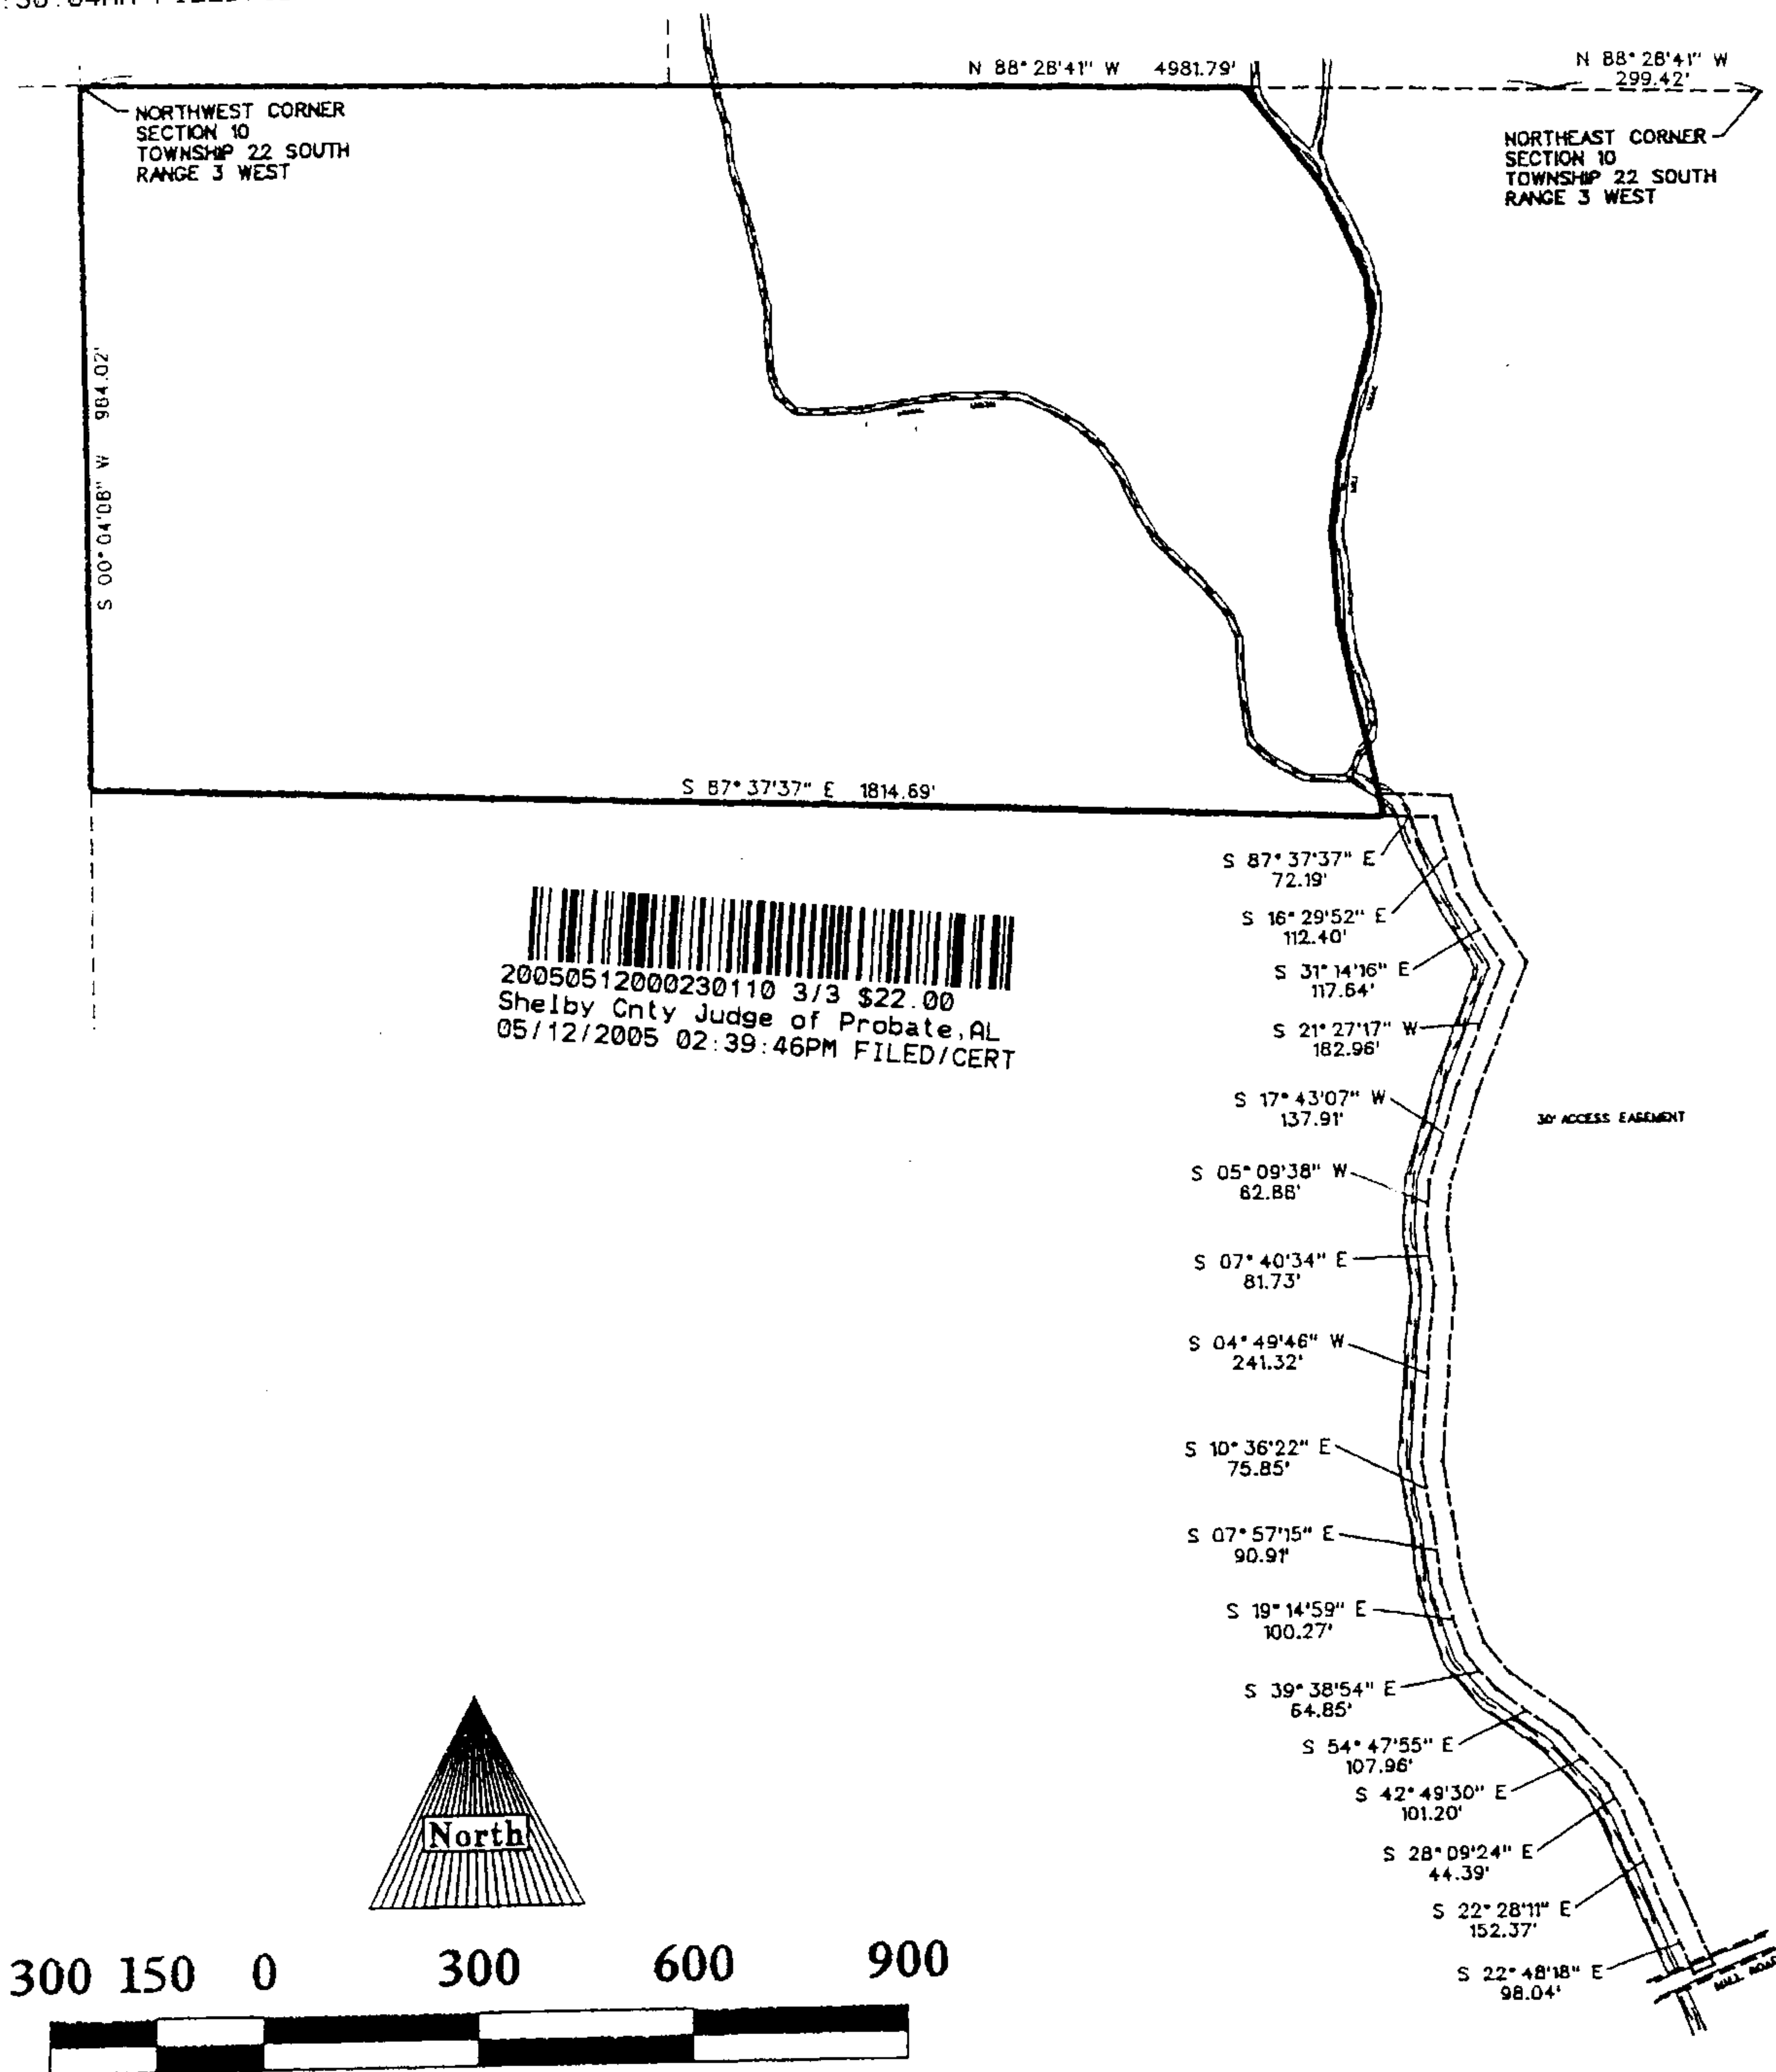 N 88° 28'41" W 4981.79'
N 88° 28'41" W
299.42'
NORTHWEST CORNER
SECTION 10
TOWNSHIP 22 SOUTH
RANGE 3 WEST
NORTHEAST CORNER
SECTION 10
TOWNSHIP 22 SOUTH
RANGE 3 WEST
S 00° 04'08" W 984.02'
S 87° 37'37" E 1814.69'
S 87° 37'37" E
72.19'
S 16° 29'52" E
112.40'
S 31° 14'16" E
117.64'
S 21° 27'17" W
182.96'
S 17° 43'07" W
137.91'
S 05° 09'38" W
62.88'
S 07° 40'34" E
81.73'
S 04° 49'46" W
241.32'
S 10° 36'22" E
75.85'
S 07° 57'15" E
90.91'
S 19° 14'59" E
100.27'
S 39° 38'54" E
64.85'
S 54° 47'55" E
107.96'
S 42° 49'30" E
101.20'
S 28° 09'24" E
44.39'
S 22° 28'11" E
152.37'
S 22° 48'18" E
98.04'
30' ACCESS EASEMENT
20050512000230110 3/3 $22.00
Shelby Cnty Judge of Probate,AL
05/12/2005 02:39:46PM FILED/CERT
North
300 150 0 300 600 900